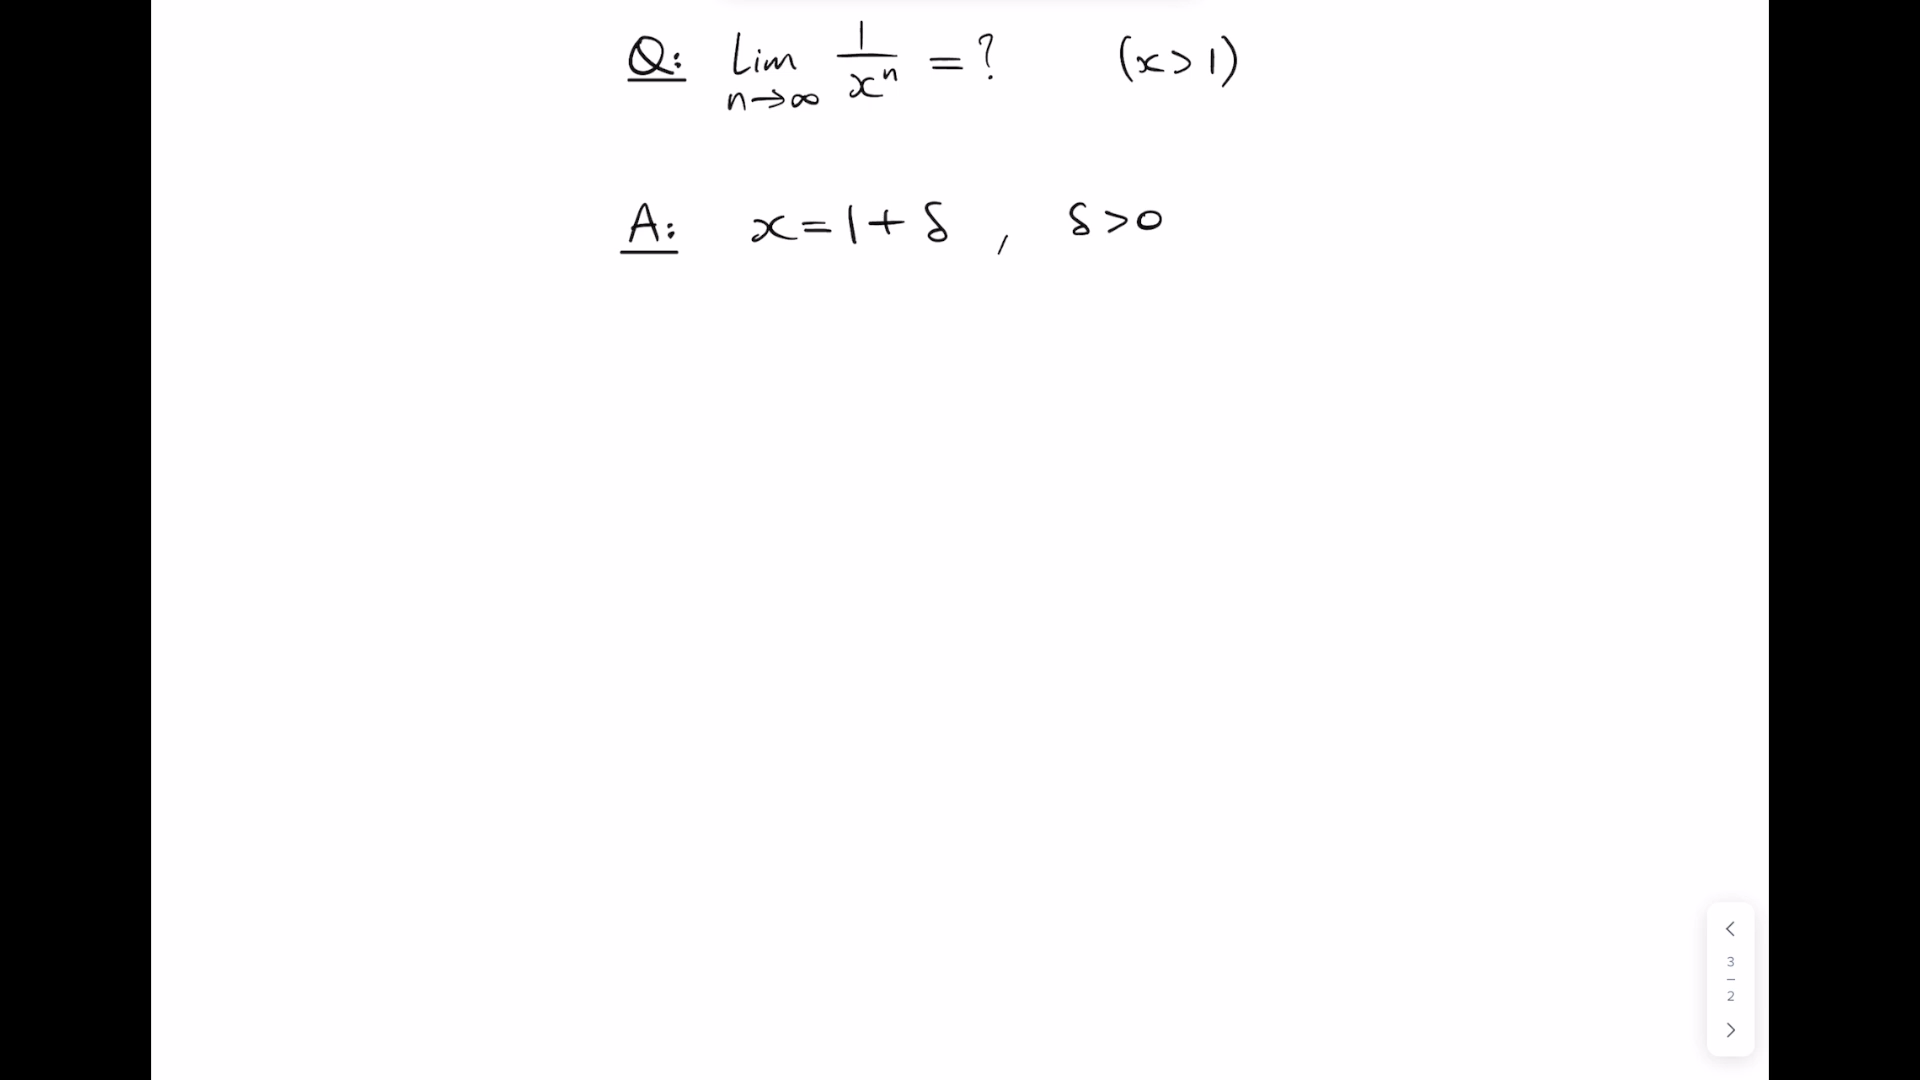 Q: Lim n→∞ 1/xⁿ = ? (x > 1)
A: x = 1 + δ , δ > 0
3
2